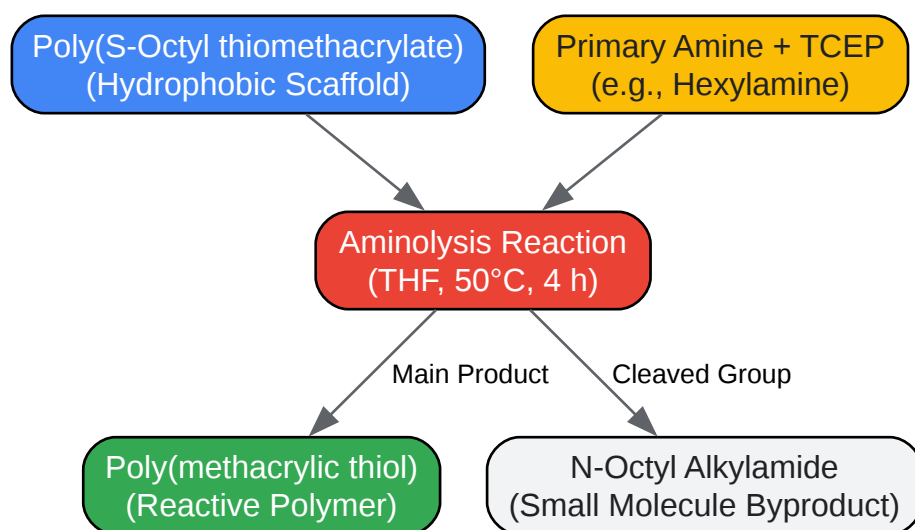 Poly(S-Octyl thiomethacrylate)
(Hydrophobic Scaffold)
Primary Amine + TCEP
(e.g., Hexylamine)
Aminolysis Reaction
(THF, 50°C, 4 h)
Main Product
Cleaved Group
Poly(methacrylic thiol)
(Reactive Polymer)
N-Octyl Alkylamide
(Small Molecule Byproduct)